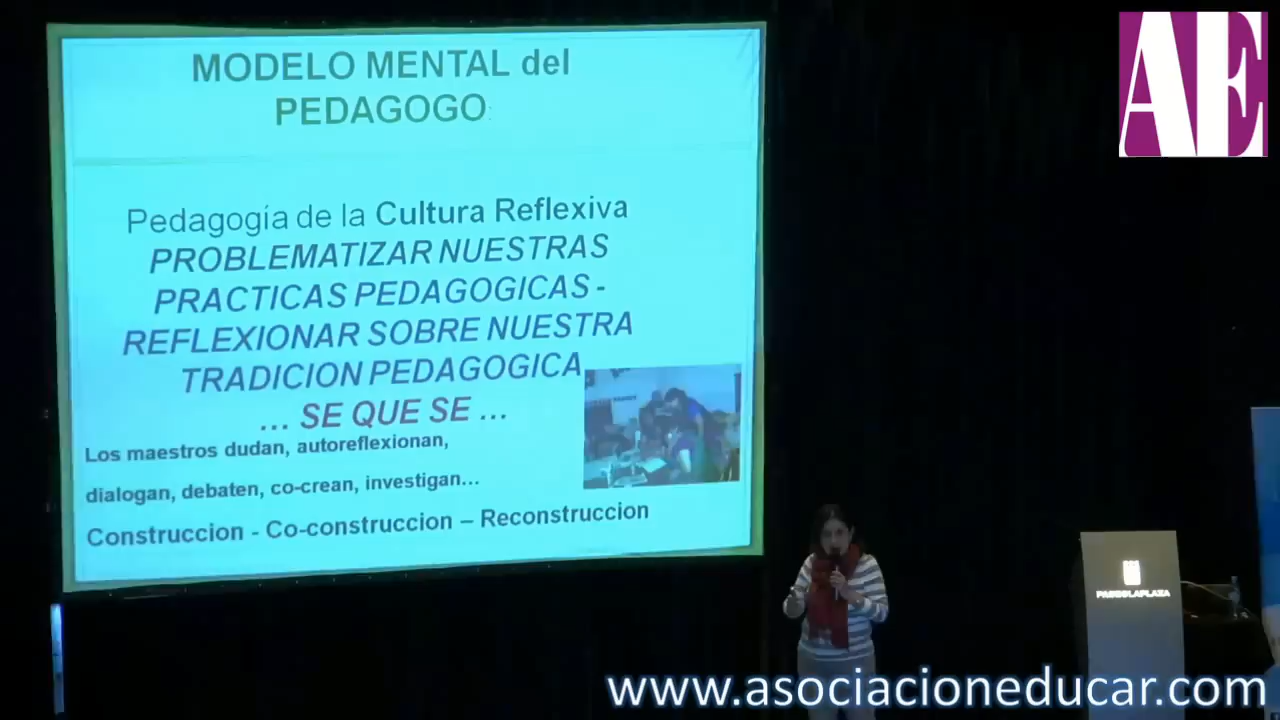 MODELO MENTAL del
PEDAGOGO:
Pedagogía de la Cultura Reflexiva
PROBLEMATIZAR NUESTRAS
PRACTICAS PEDAGOGICAS -
REFLEXIONAR SOBRE NUESTRA
TRADICION PEDAGOGICA
... SE QUE SE ...
Los maestros dudan, autoreflexionan,
dialogan, debaten, co-crean, investigan...
Construccion - Co-construccion – Reconstruccion
AE
PASEOLAPLAZA
www.asociacioneducar.com